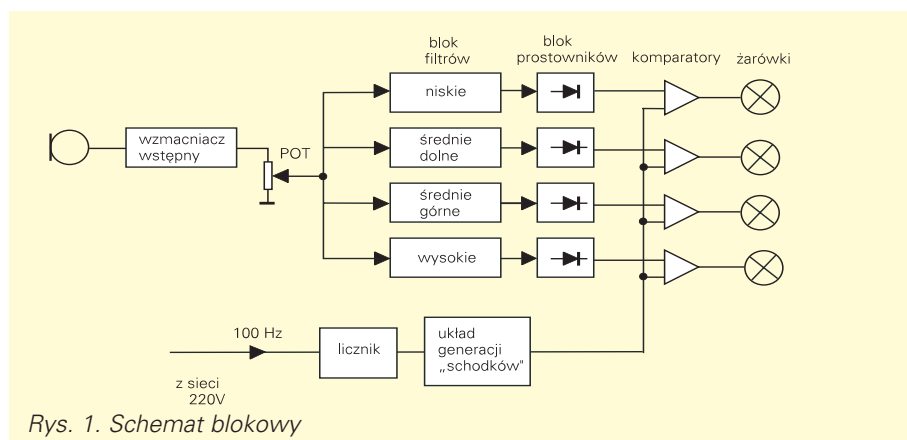 blok
filtrów
blok
prostowników
komparatory
żarówki
niskie
wzmacniacz
wstępny
POT
średnie
dolne
średnie
górne
wysokie
100 Hz
licznik
układ
generacji
„schodków"
z sieci
220V
Rys. 1. Schemat blokowy